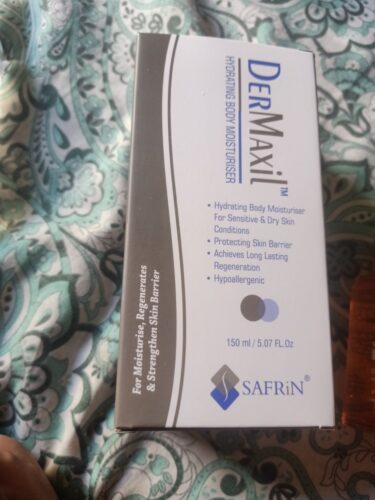 DERMAXIL™
HYDRATING BODY MOISTURISER
• Hydrating Body Moisturiser
For Sensitive & Dry Skin
Conditions
• Protecting Skin Barrier
• Achieves Long Lasting
Regeneration
• Hypoallergenic
150 ml / 5.07 FL.Oz
SAFRiN®
For Moisturise, Regenerates
& Strengthen Skin Barrier